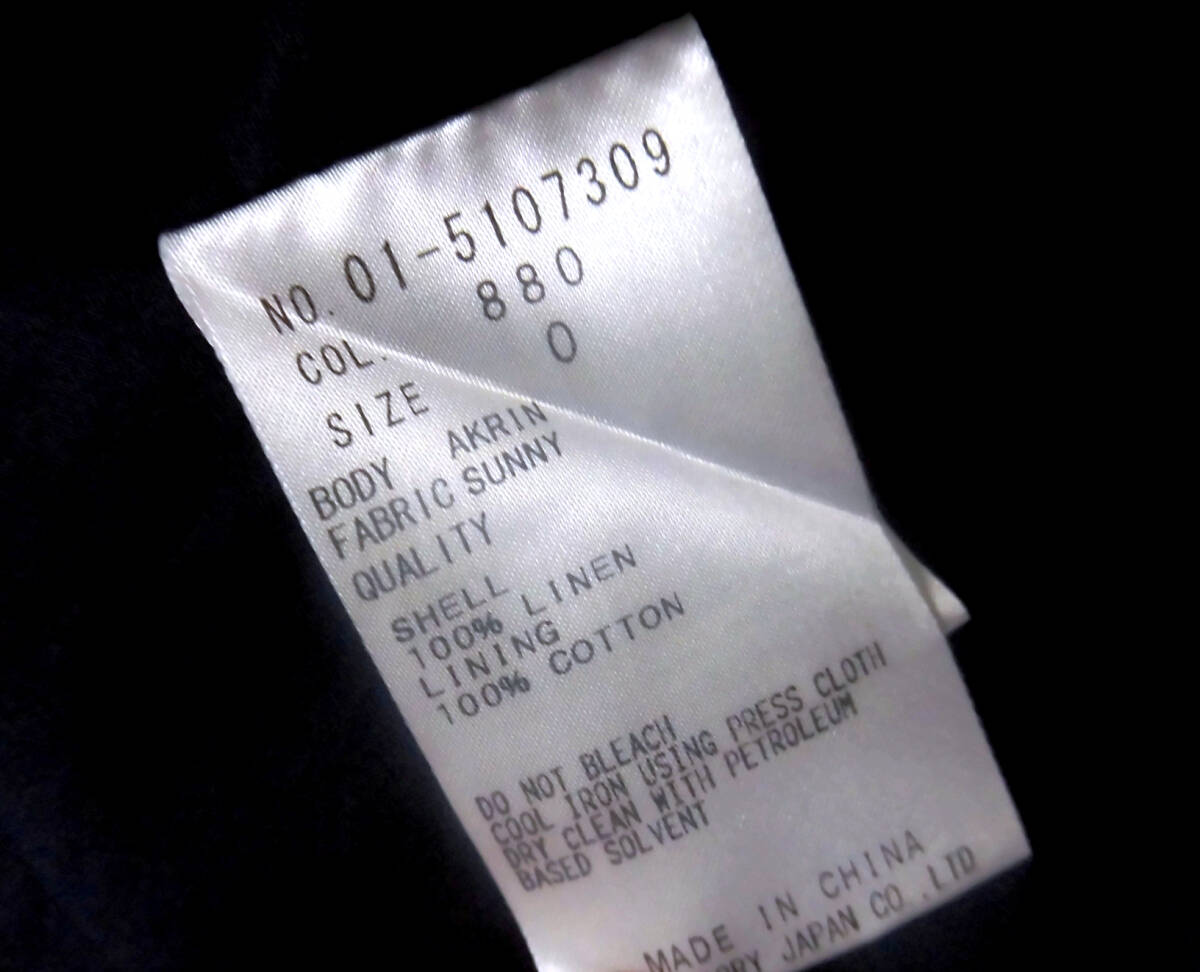 NO. 01-5107309
COL. 880
SIZE 0
BODY AKRIN
FABRIC SUNNY
QUALITY
SHELL
100% LINEN
LINING
100% COTTON
DO NOT BLEACH
COOL IRON USING PRESS CLOTH
DRY CLEAN WITH PETROLEUM
BASED SOLVENT
MADE IN CHINA
JAPAN CO.,LTD